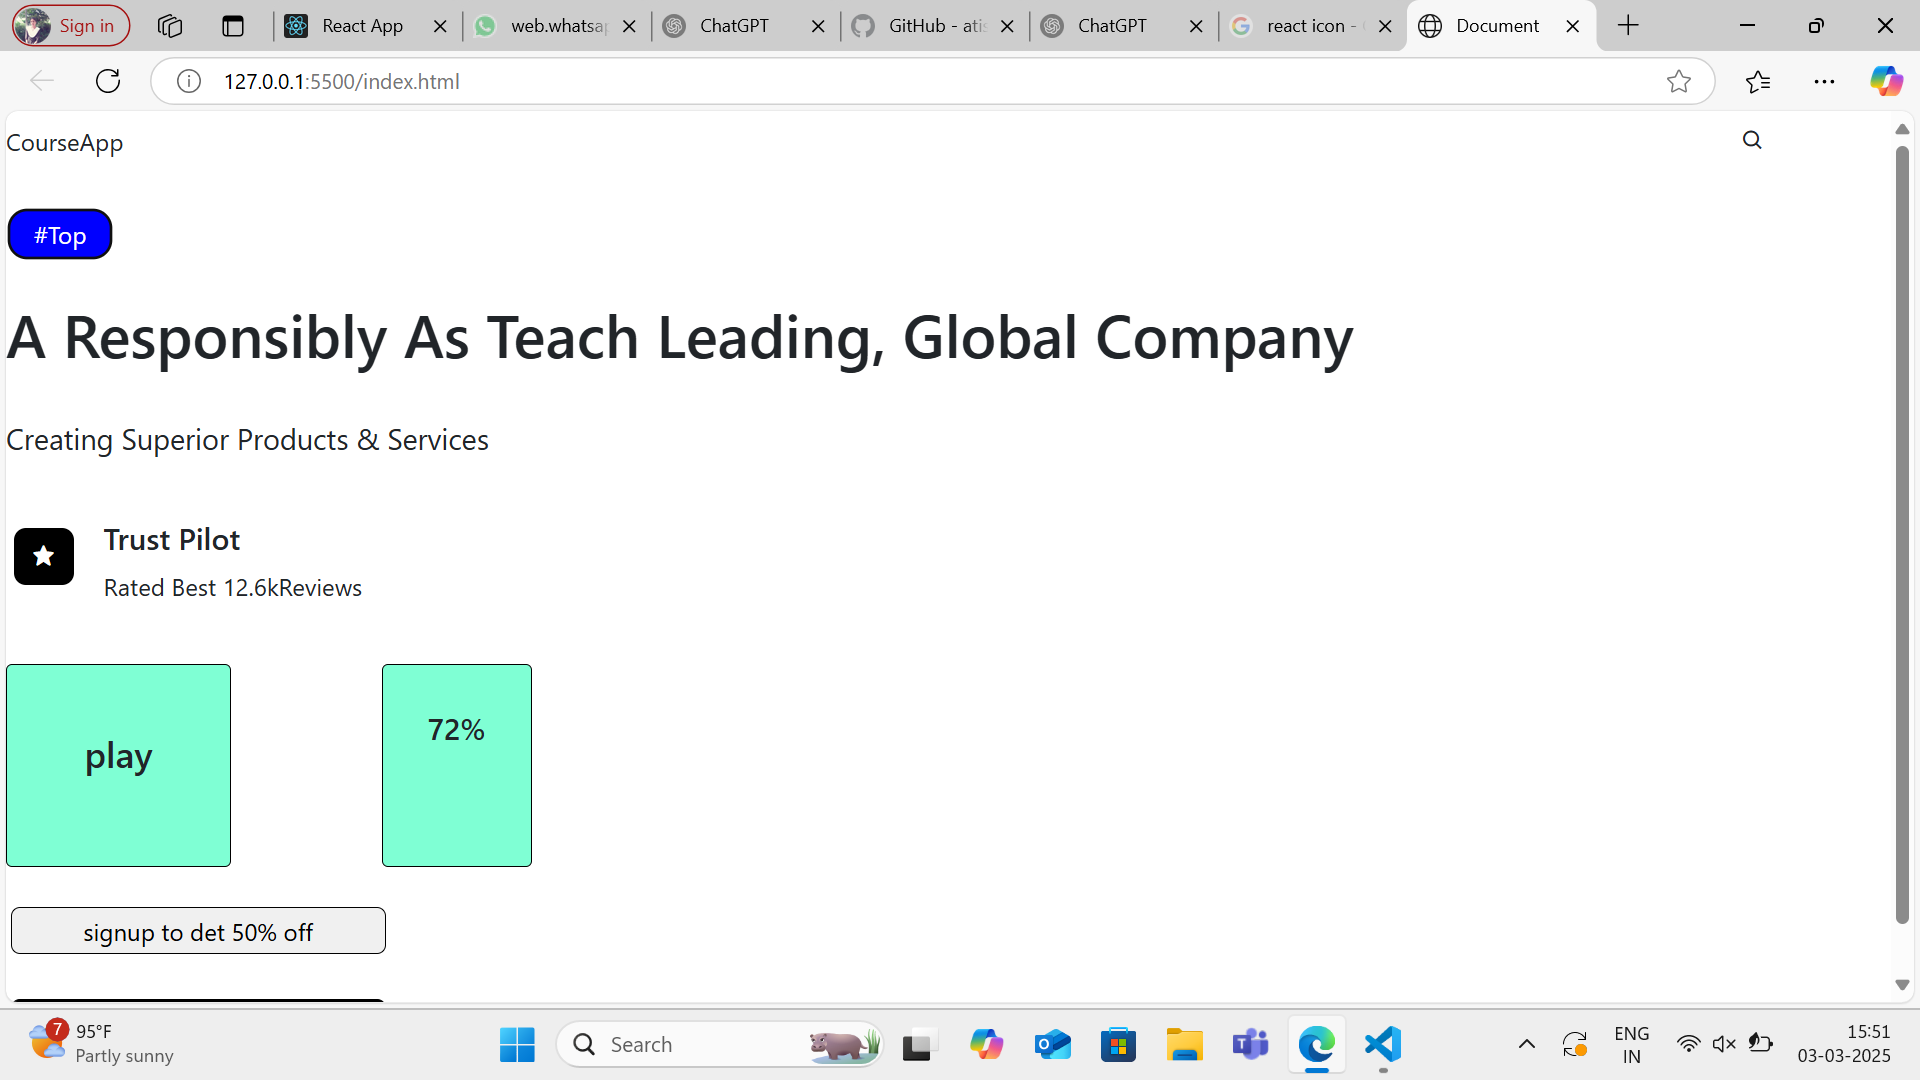 Sign in
React App
web.whatsap
ChatGPT
GitHub - atis
ChatGPT
react icon -
Document
127.0.0.1:5500/index.html
CourseApp
#Top
A Responsibly As Teach Leading, Global Company
Creating Superior Products & Services
Trust Pilot
Rated Best 12.6kReviews
play
72%
signup to det 50% off
7
95°F
Partly sunny
Search
ENG
IN
15:51
03-03-2025